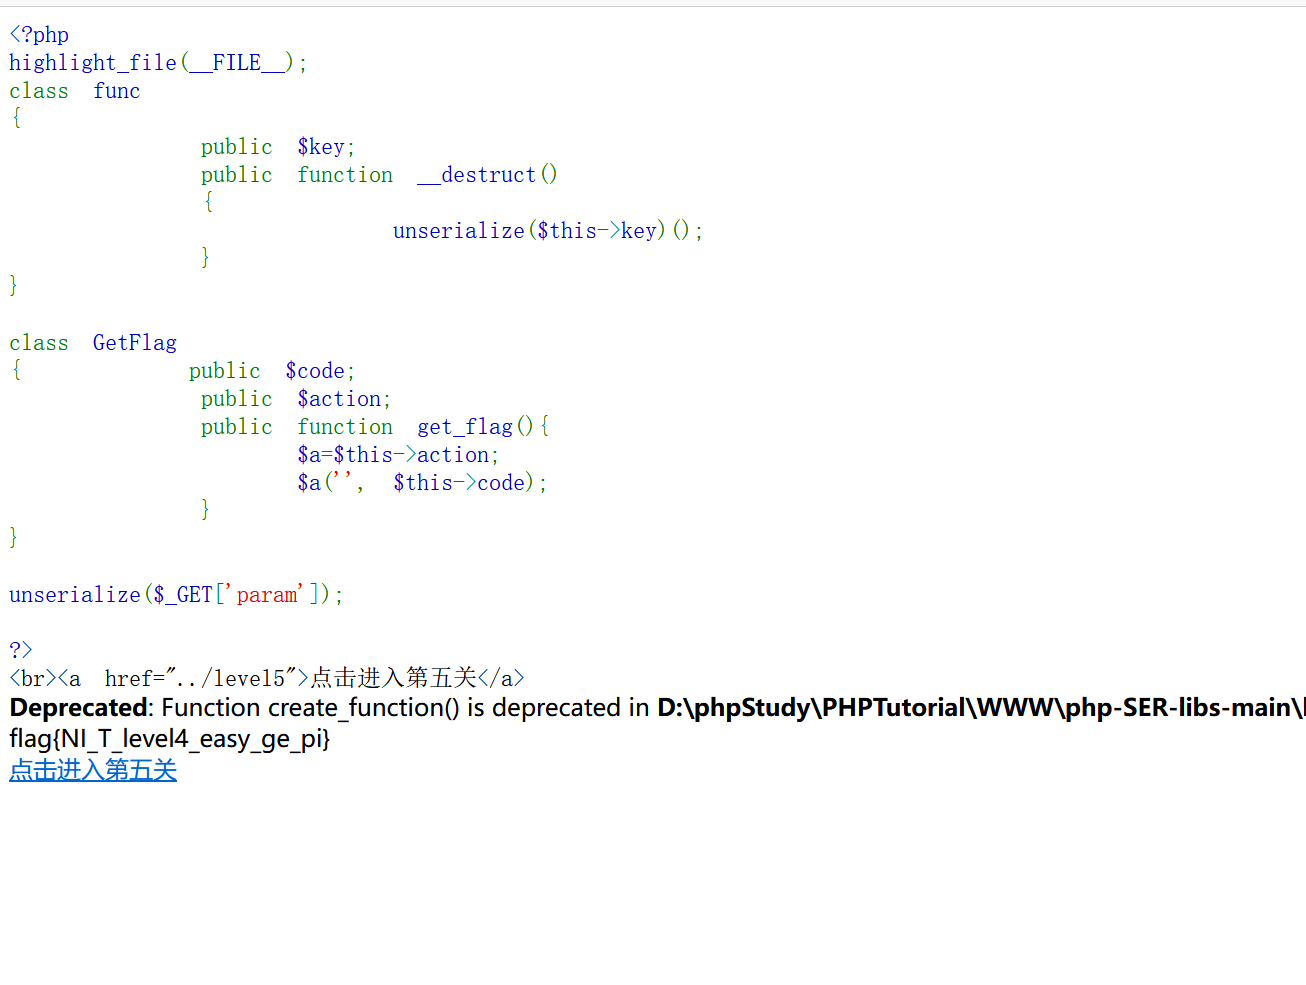 <?php
highlight_file(__FILE__);
class func
{
public $key;
public function __destruct()
{
unserialize($this->key)();
}
}
class GetFlag
{ public $code;
public $action;
public function get_flag(){
$a=$this->action;
$a('', $this->code);
}
}
unserialize($_GET['param']);
?>
<br><a href="../level5">点击进入第五关</a>
Deprecated: Function create_function() is deprecated in D:\phpStudy\PHPTutorial\WWW\php-SER-libs-main\
flag{NI_T_level4_easy_ge_pi}
点击进入第五关